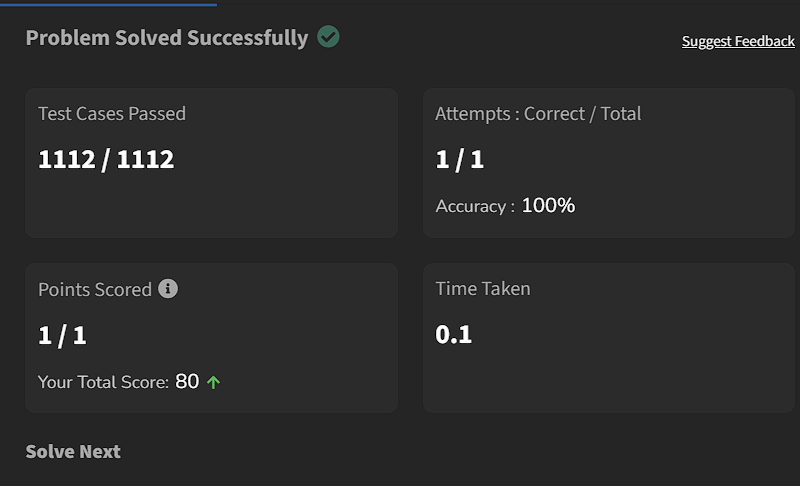 Problem Solved Successfully
Suggest Feedback
Test Cases Passed
1112 / 1112
Attempts : Correct / Total
1 / 1
Accuracy : 100%
Points Scored
1 / 1
Your Total Score: 80
Time Taken
0.1
Solve Next